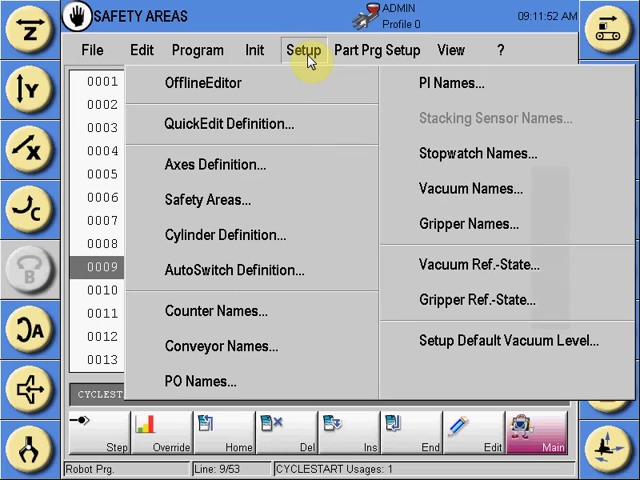 SAFETY AREAS
ADMIN
Profile 0
09:11:52 AM
File Edit Program Init Setup Part Prg Setup View ?
Z
Y
X
C
B
A
0001
0002
0003
0004
0005
0006
0007
0008
0009
0010
0011
0012
0013
OfflineEditor
QuickEdit Definition...
Axes Definition...
Safety Areas...
Cylinder Definition...
AutoSwitch Definition...
Counter Names...
Conveyor Names...
PO Names...
PI Names...
Stacking Sensor Names...
Stopwatch Names...
Vacuum Names...
Gripper Names...
Vacuum Ref.-State...
Gripper Ref.-State...
Setup Default Vacuum Level...
CYCLESTART
Step Override Home Del Ins End Edit Main
Robot Prg. Line: 9/53 CYCLESTART Usages: 1